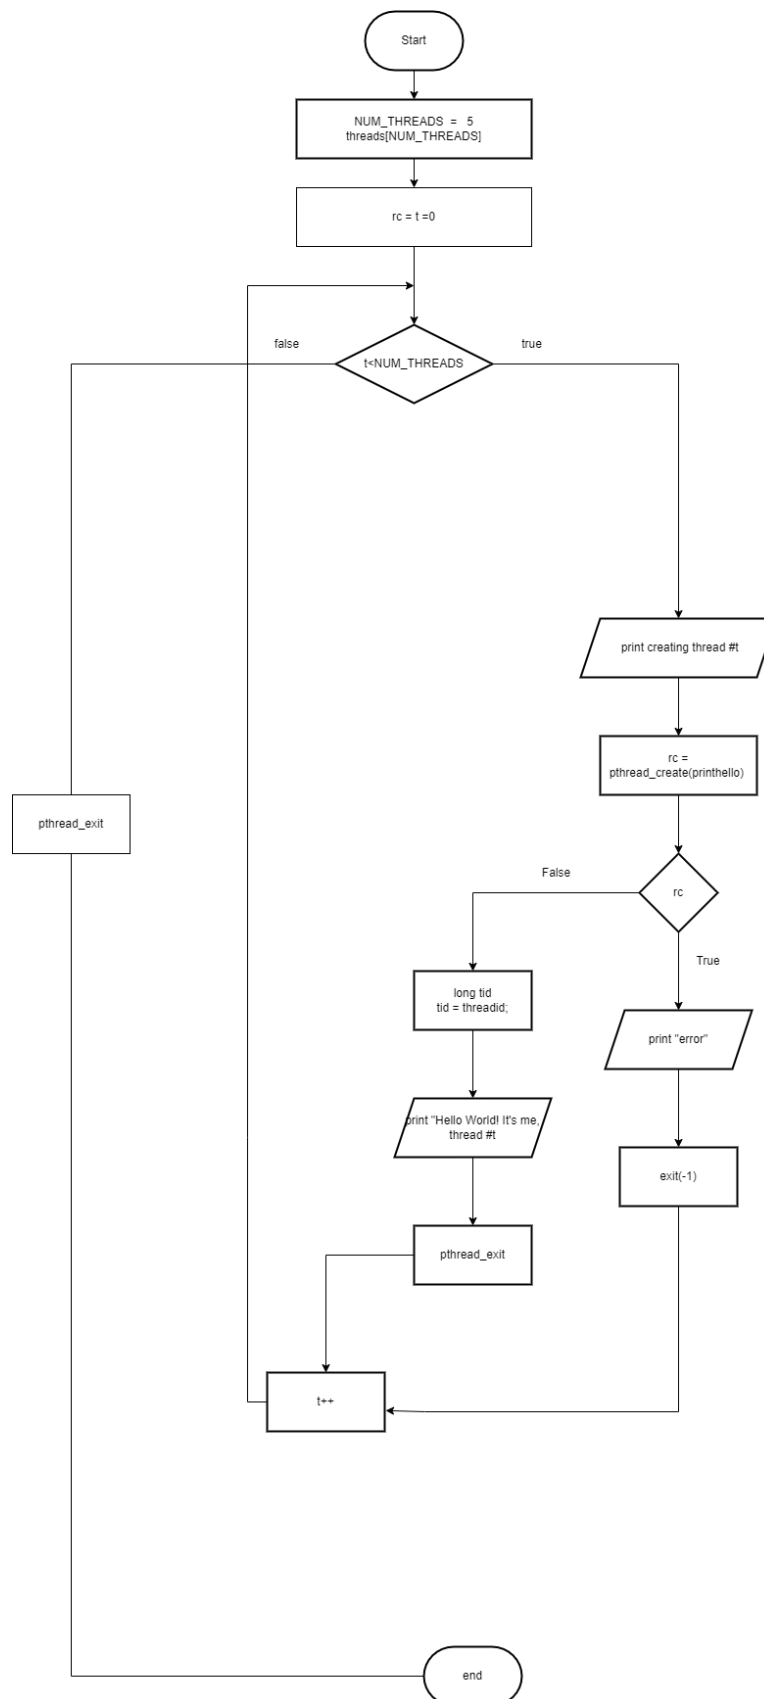 Start
NUM_THREADS = 5
threads[NUM_THREADS]
rc = t =0
false
true
t<NUM_THREADS
print creating thread #t
rc =
pthread_create(printhello)
pthread_exit
False
rc
True
long tid
tid = threadid;
print "error"
print "Hello World! It's me,
thread #t
exit(-1)
pthread_exit
t++
end